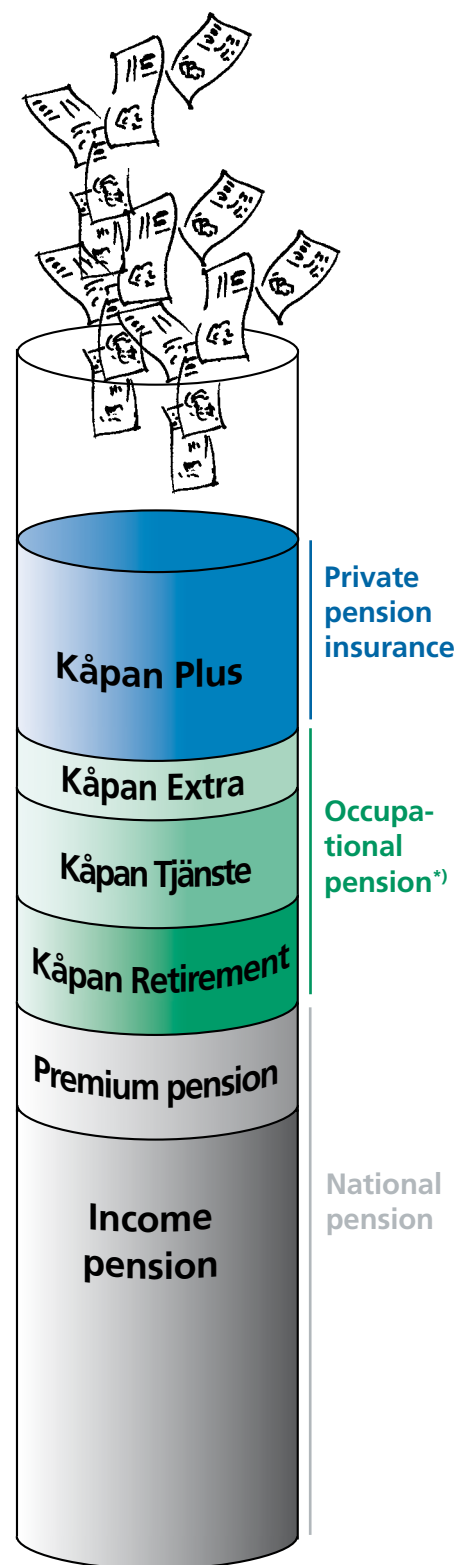 Private
pension
insurance
Kåpan Plus
Kåpan Extra
Occupa-
tional
pension*)
Kåpan Tjänste
Kåpan Retirement
Premium pension
National
pension
Income
pension